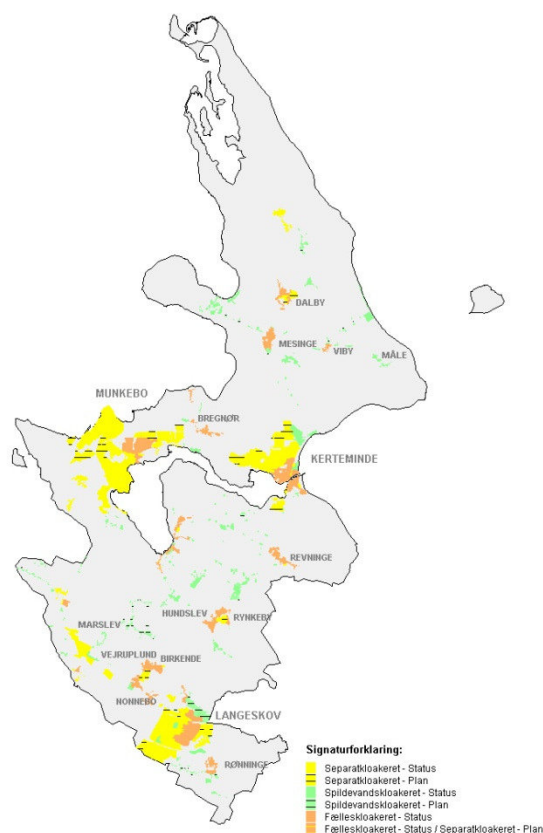 DALBY
MESINGE
VIBY
MÅLE
MUNKEBO
BREGNØR
KERTEMINDE
REVNINGE
HUNDSLEV
RYNKEBY
MARSLEV
VEJRUPLUND
BIRKENDE
NONNEBO
LANGESKOV
RØNNINGE
Signaturforklaring:
Separatkloakeret - Status
Separatkloakeret - Plan
Spildevandskloakeret - Status
Spildevandskloakeret - Plan
Fælleskloakeret - Status
Fælleskloakeret - Status / Separatkloakeret - Plan